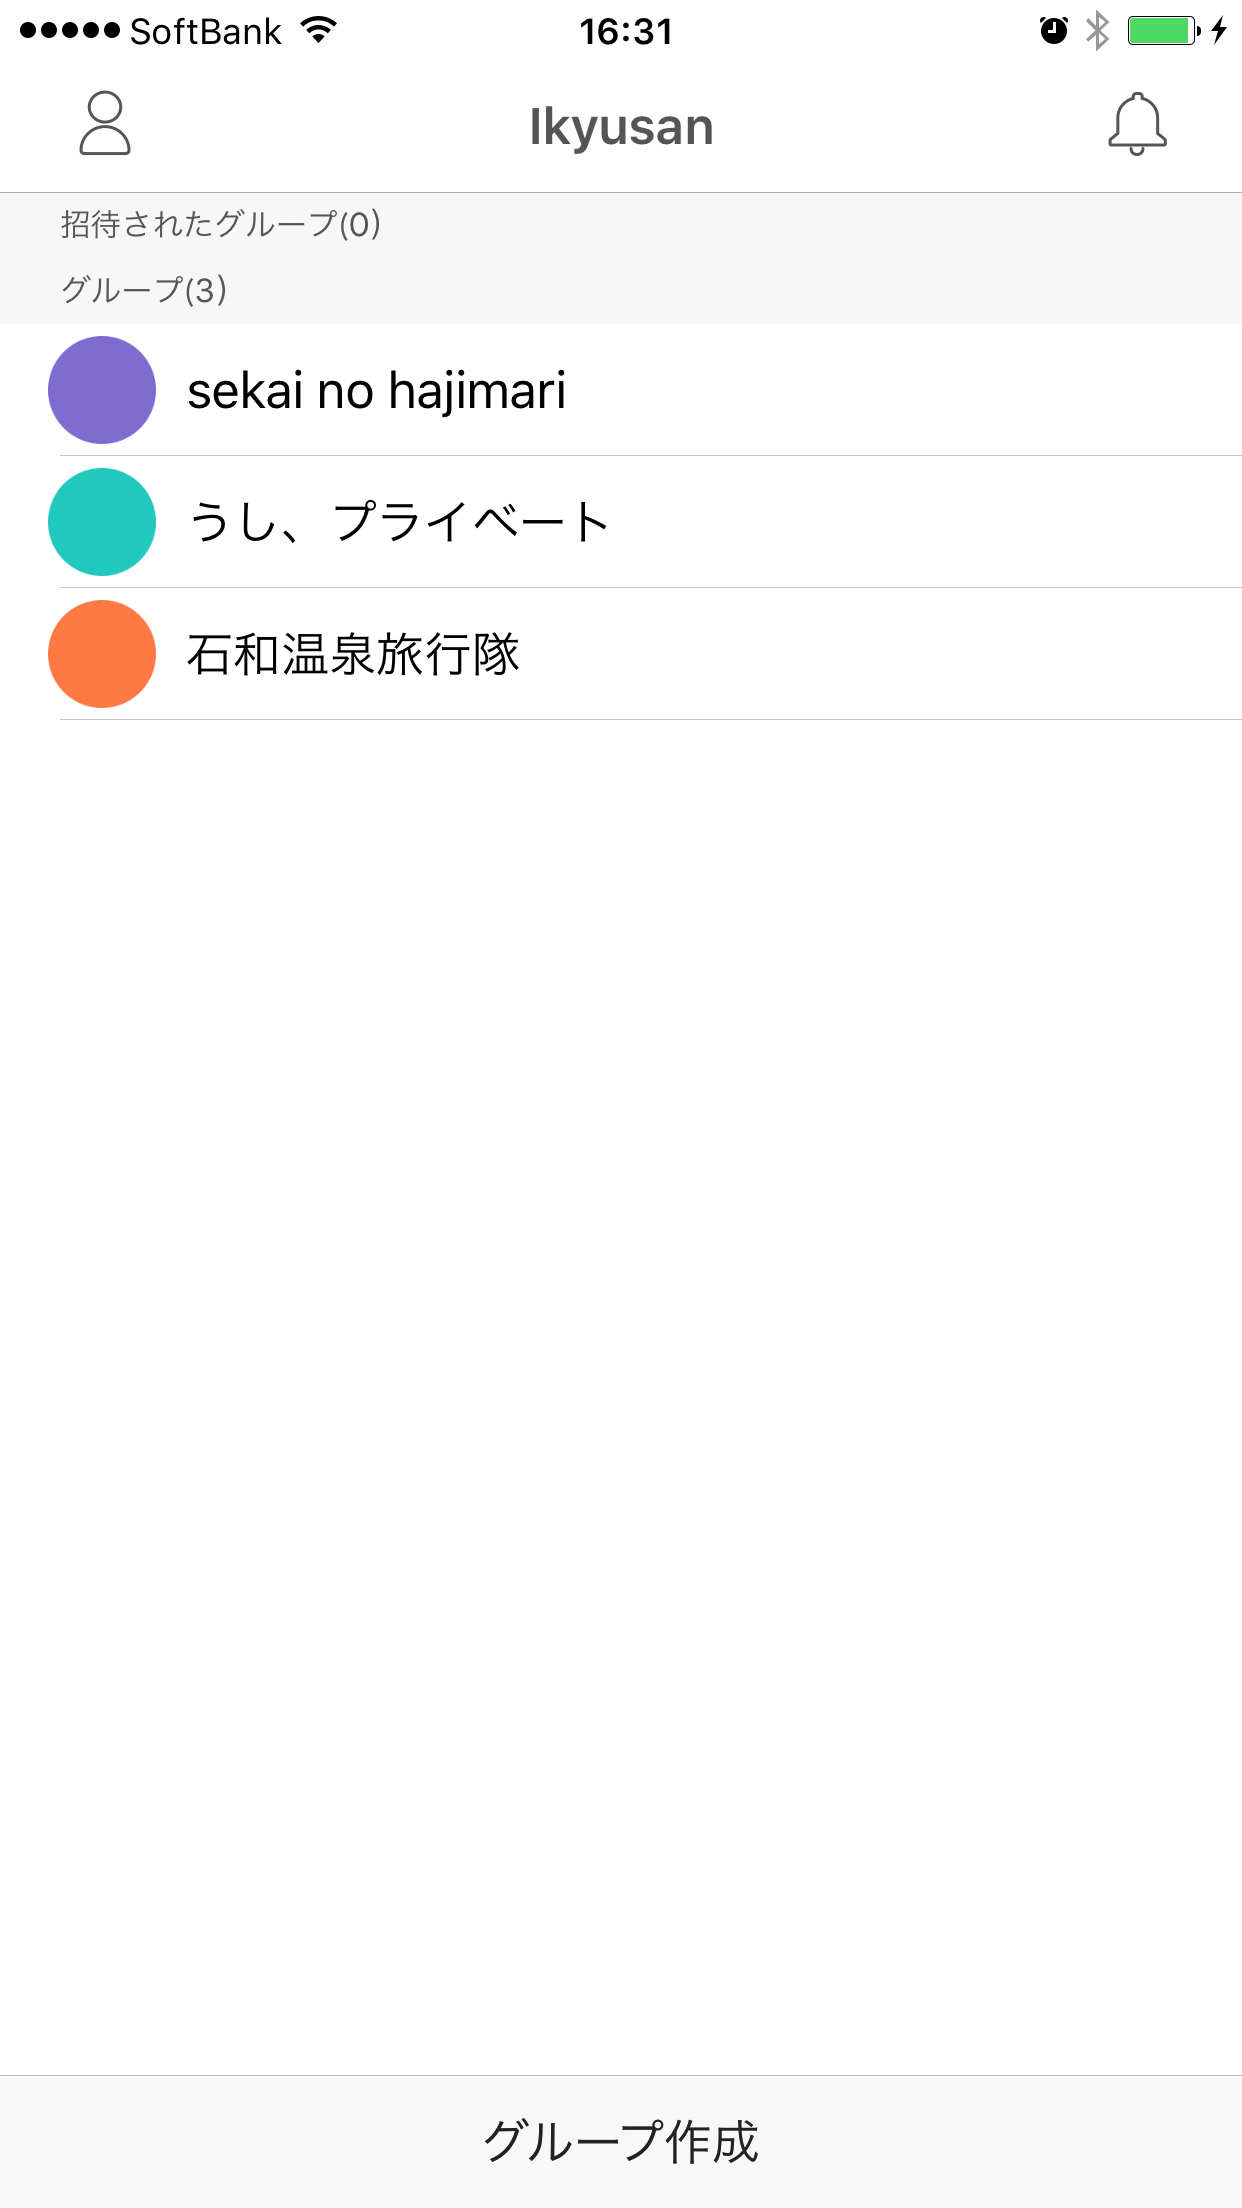 SoftBank 16:31
Ikyusan
招待されたグループ(0)
グループ(3)
sekai no hajimari
うし、プライベート
石和温泉旅行隊
グループ作成